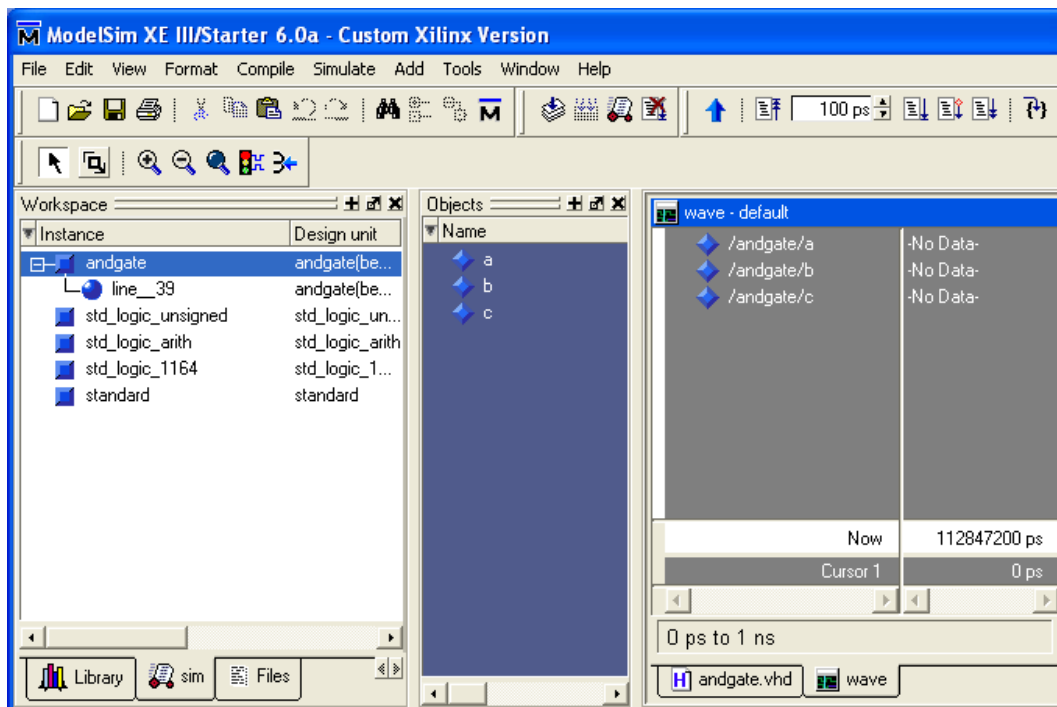 ModelSim XE III/Starter 6.0a - Custom Xilinx Version
File Edit View Format Compile Simulate Add Tools Window Help
100 ps
Workspace
Instance Design unit
andgate andgate(be...
line__39 andgate(be...
std_logic_unsigned std_logic_un...
std_logic_arith std_logic_arith
std_logic_1164 std_logic_1...
standard standard
Library sim Files
Objects
Name
a
b
c
wave - default
/andgate/a -No Data-
/andgate/b -No Data-
/andgate/c -No Data-
Now 112847200 ps
Cursor 1 0 ps
0 ps to 1 ns
andgate.vhd wave